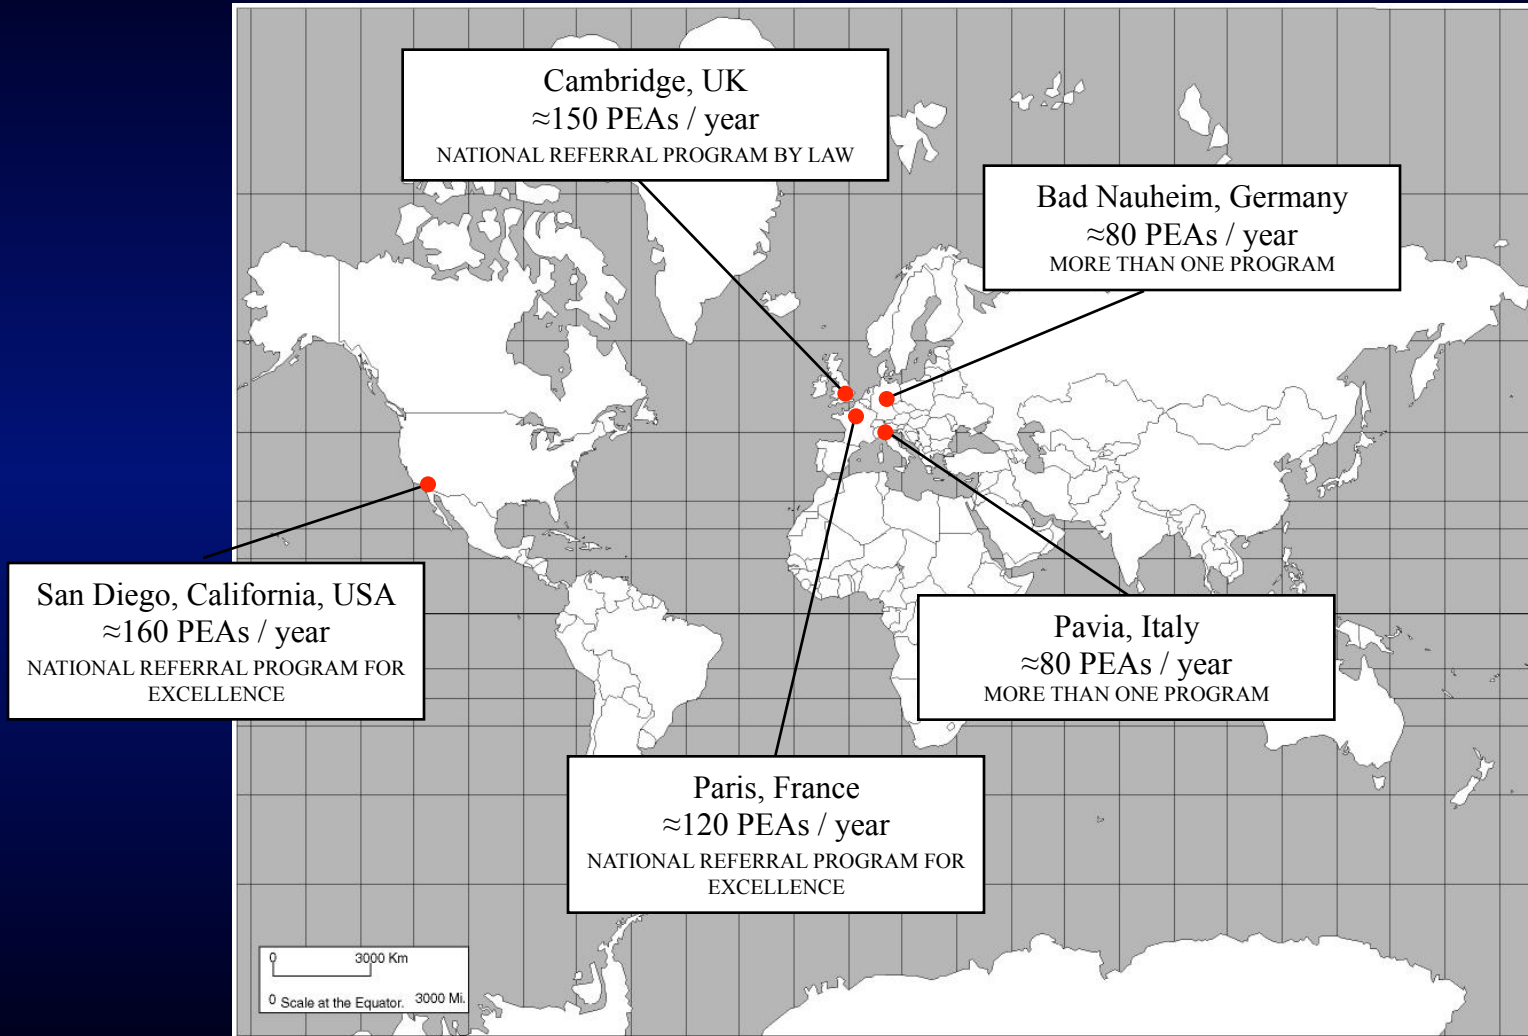 Cambridge, UK
≈150 PEAs / year
NATIONAL REFERRAL PROGRAM BY LAW
Bad Nauheim, Germany
≈80 PEAs / year
MORE THAN ONE PROGRAM
San Diego, California, USA
≈160 PEAs / year
NATIONAL REFERRAL PROGRAM FOR
EXCELLENCE
Pavia, Italy
≈80 PEAs / year
MORE THAN ONE PROGRAM
Paris, France
≈120 PEAs / year
NATIONAL REFERRAL PROGRAM FOR
EXCELLENCE
0 3000 Km
0 Scale at the Equator. 3000 Mi.